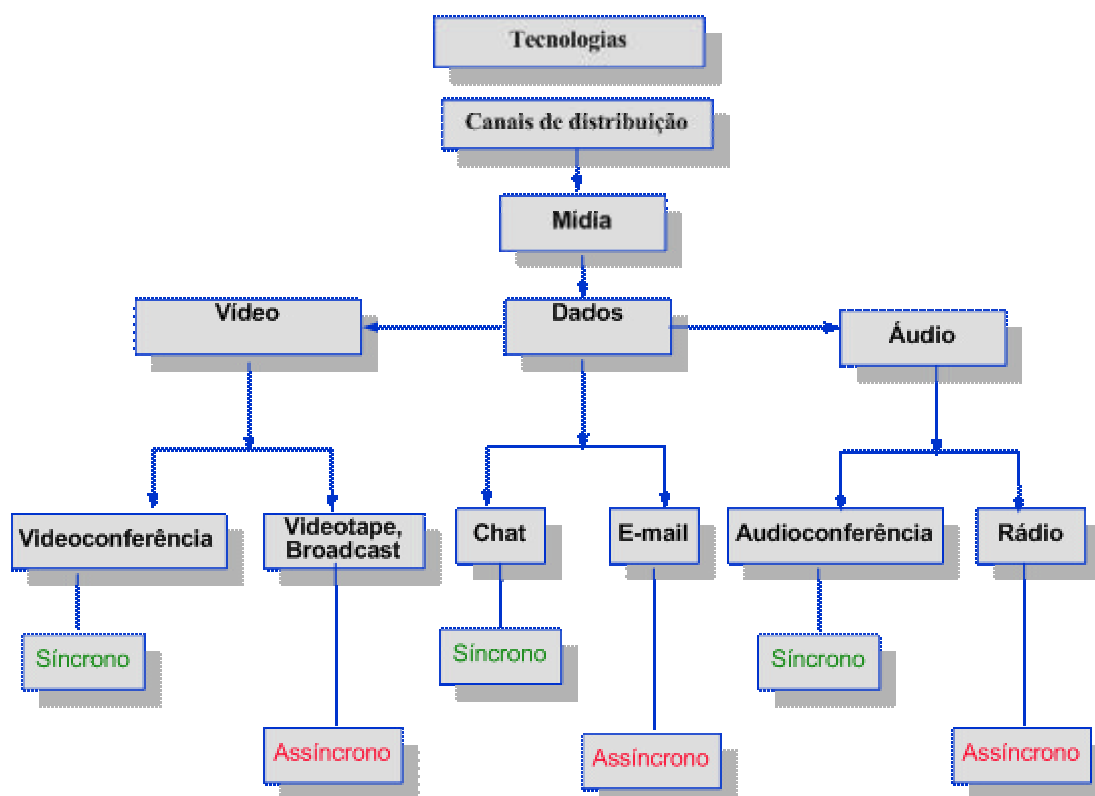 Tecnologias
Canais de distribuição
Mídia
Vídeo
Dados
Áudio
Videoconferência
Videotape,
Broadcast
Chat
E-mail
Audioconferência
Rádio
Síncrono
Síncrono
Síncrono
Assíncrono
Assíncrono
Assíncrono